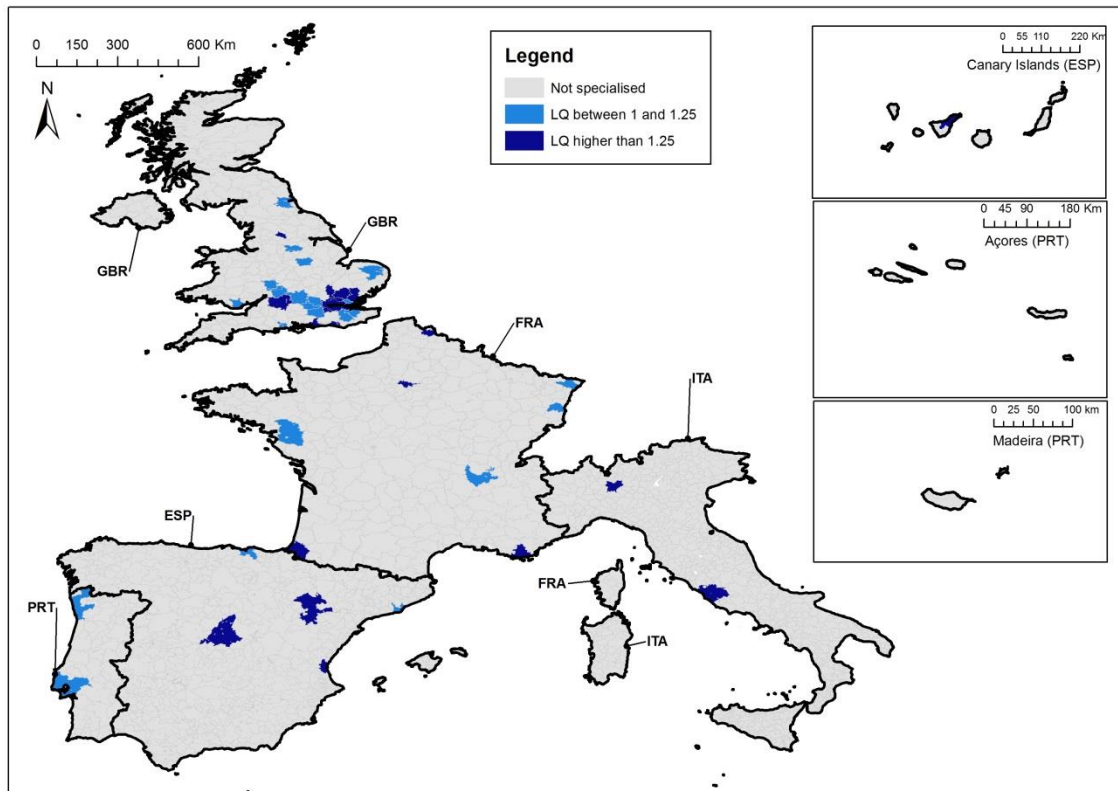 0 150 300 600 Km
N
Legend
Not specialised
LQ between 1 and 1.25
LQ higher than 1.25
GBR
GBR
FRA
ITA
ESP
PRT
FRA
ITA
0 55 110 220 Km
Canary Islands (ESP)
0 45 90 180 Km
Açores (PRT)
0 25 50 100 Km
Madeira (PRT)